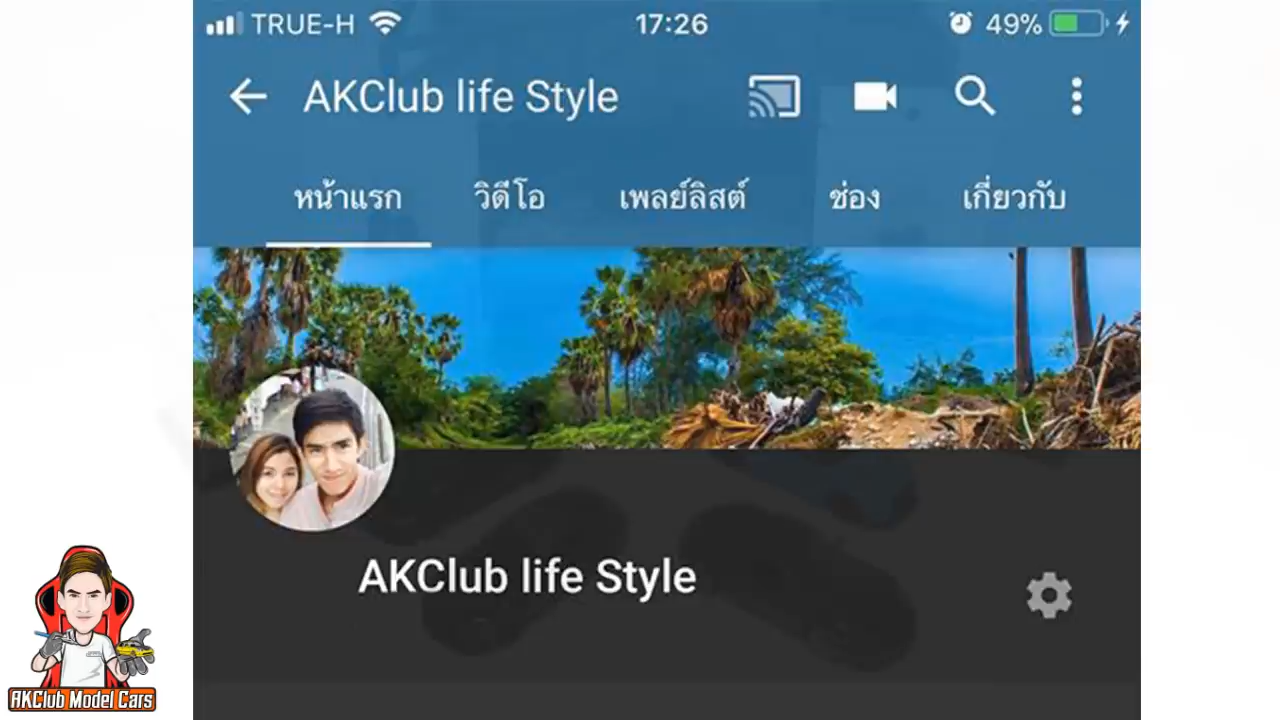 TRUE-H 17:26 49%
AKClub life Style
หน้าแรก วิดีโอ เพลย์ลิสต์ ช่อง เกี่ยวกับ
AKClub life Style
AKClub Model Cars